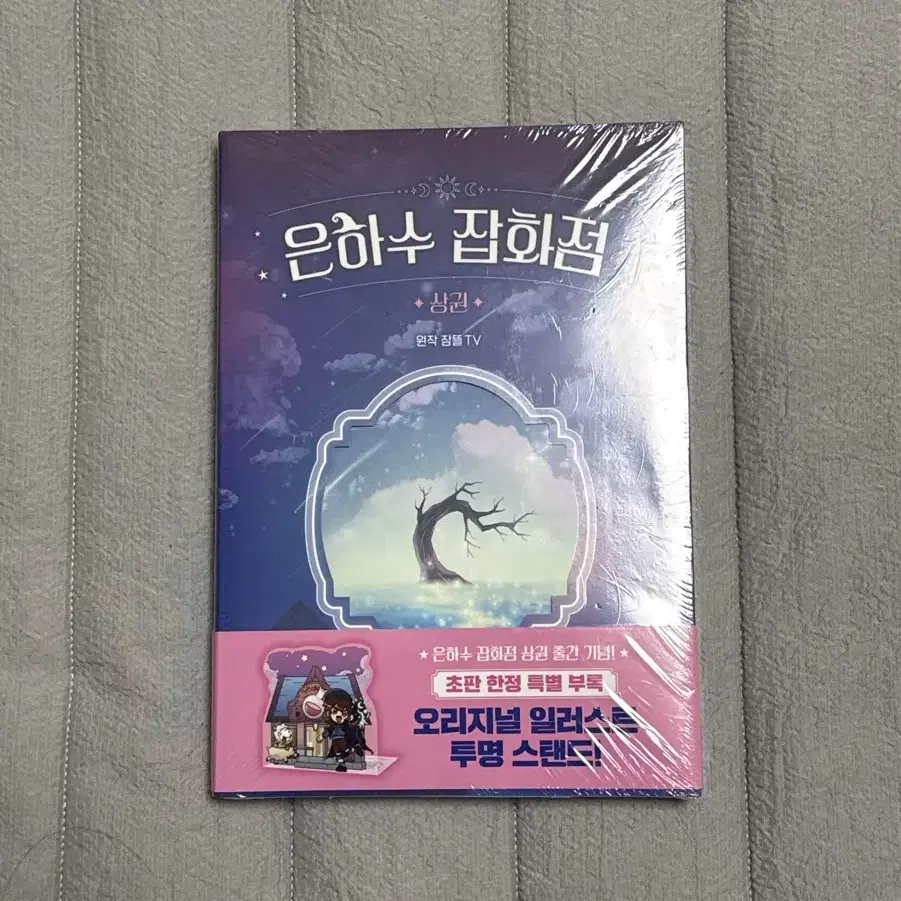 은하수 잡화점
상권
원작 잠뜰TV
은하수 잡화점 상권 출간 기념!
초판 한정 특별 부록
오리지널 일러스트
투명 스탠드!